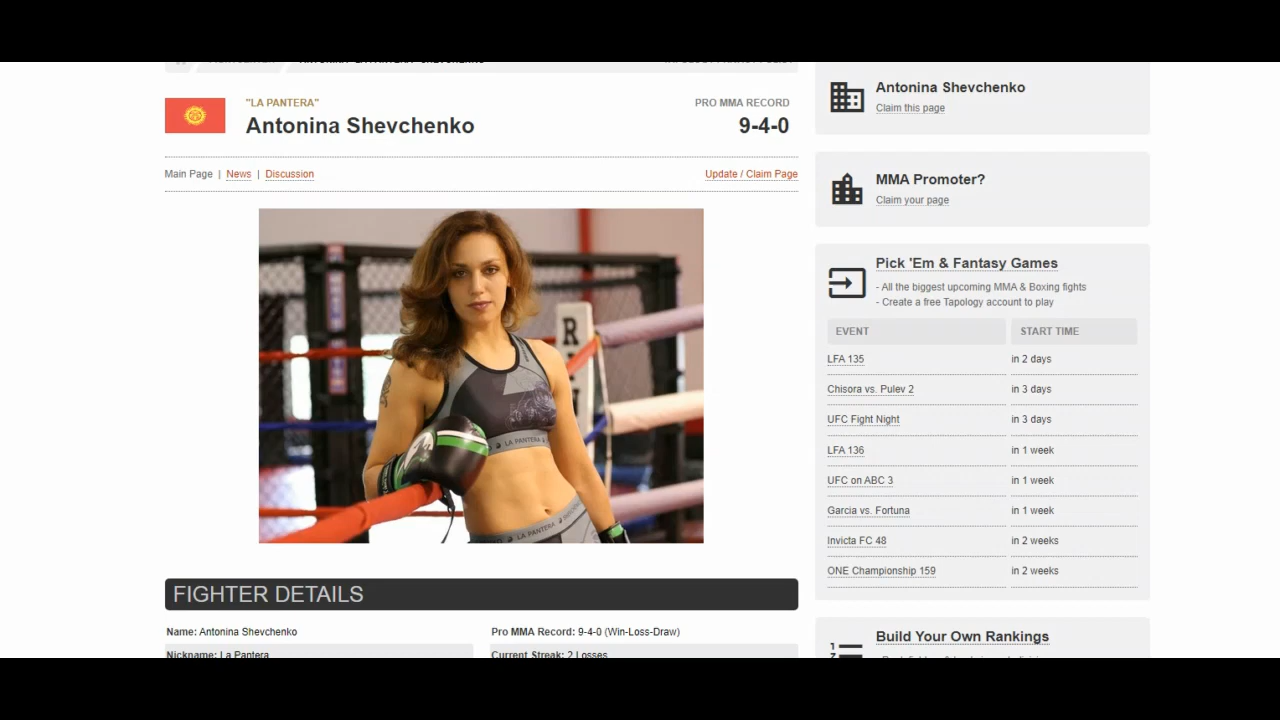 "LA PANTERA"
Antonina Shevchenko
PRO MMA RECORD
9-4-0
Main Page | News | Discussion
Update / Claim Page
R
LA PANTERA
LA PANTERA
FIGHTER DETAILS
Name: Antonina Shevchenko
Pro MMA Record: 9-4-0 (Win-Loss-Draw)
Nickname: La Pantera
Current Streak: 2 Losses
Antonina Shevchenko
Claim this page
MMA Promoter?
Claim your page
Pick 'Em & Fantasy Games
- All the biggest upcoming MMA & Boxing fights
- Create a free Tapology account to play
EVENT START TIME
LFA 135 in 2 days
Chisora vs. Pulev 2 in 3 days
UFC Fight Night in 3 days
LFA 136 in 1 week
UFC on ABC 3 in 1 week
Garcia vs. Fortuna in 1 week
Invicta FC 48 in 2 weeks
ONE Championship 159 in 2 weeks
Build Your Own Rankings